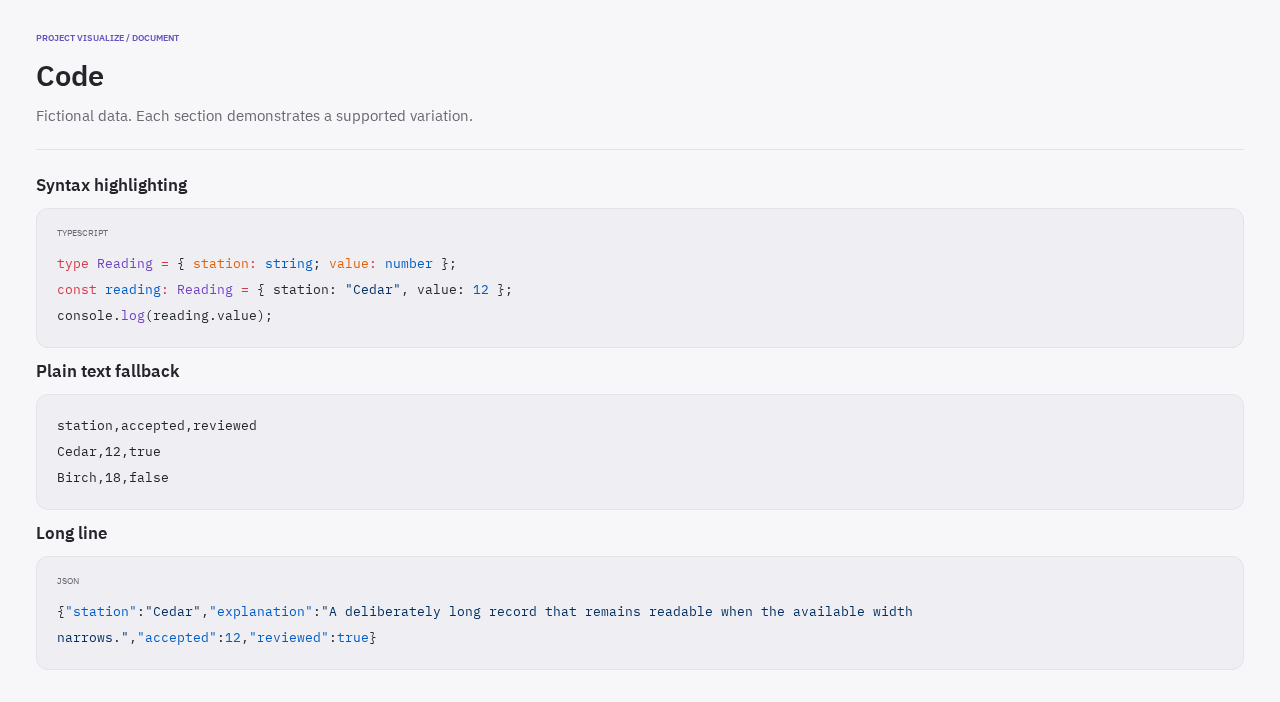 PROJECT VISUALIZE / DOCUMENT
Code
Fictional data. Each section demonstrates a supported variation.
Syntax highlighting
TYPESCRIPT
type Reading = { station: string; value: number };
const reading: Reading = { station: "Cedar", value: 12 };
console.log(reading.value);
Plain text fallback
station,accepted,reviewed
Cedar,12,true
Birch,18,false
Long line
JSON
{"station":"Cedar","explanation":"A deliberately long record that remains readable when the available width
narrows.","accepted":12,"reviewed":true}